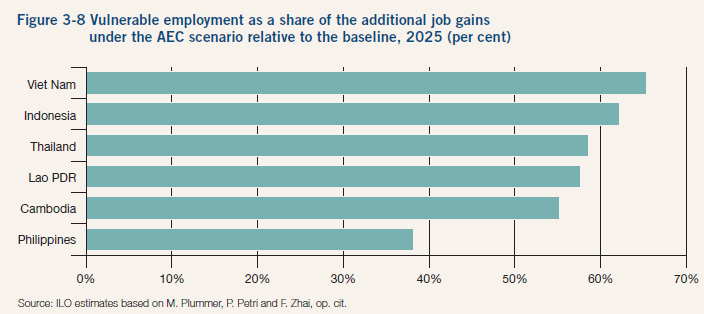 Figure 3-8 Vulnerable employment as a share of the additional job gains
under the AEC scenario relative to the baseline, 2025 (per cent)
Viet Nam
Indonesia
Thailand
Lao PDR
Cambodia
Philippines
0% 10% 20% 30% 40% 50% 60% 70%
Source: ILO estimates based on M. Plummer, P. Petri and F. Zhai, op. cit.